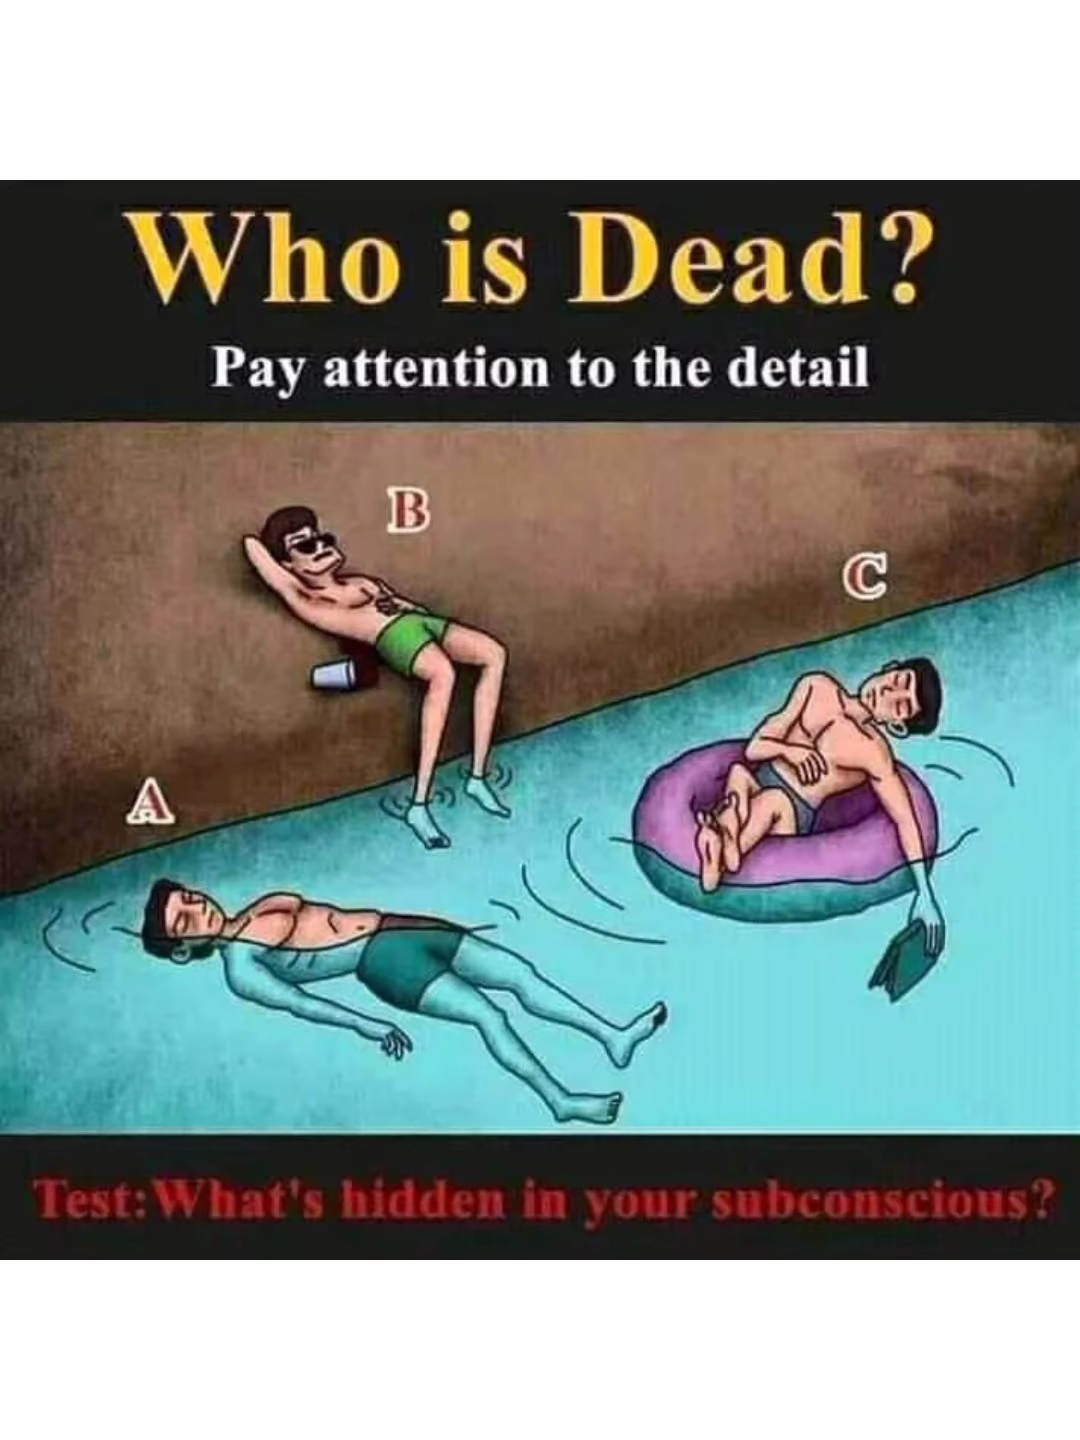 Who is Dead?
Pay attention to the detail
B
C
A
Test:What's hidden in your subconscious?